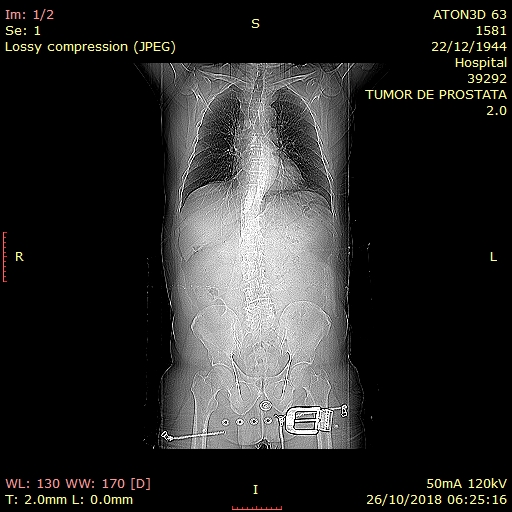 Im: 1/2
Se: 1
Lossy compression (JPEG)
S
ATON3D 63
1581
22/12/1944
Hospital
39292
TUMOR DE PROSTATA
2.0
R
L
WL: 130 WW: 170 [D]
T: 2.0mm L: 0.0mm
I
50mA 120kV
26/10/2018 06:25:16